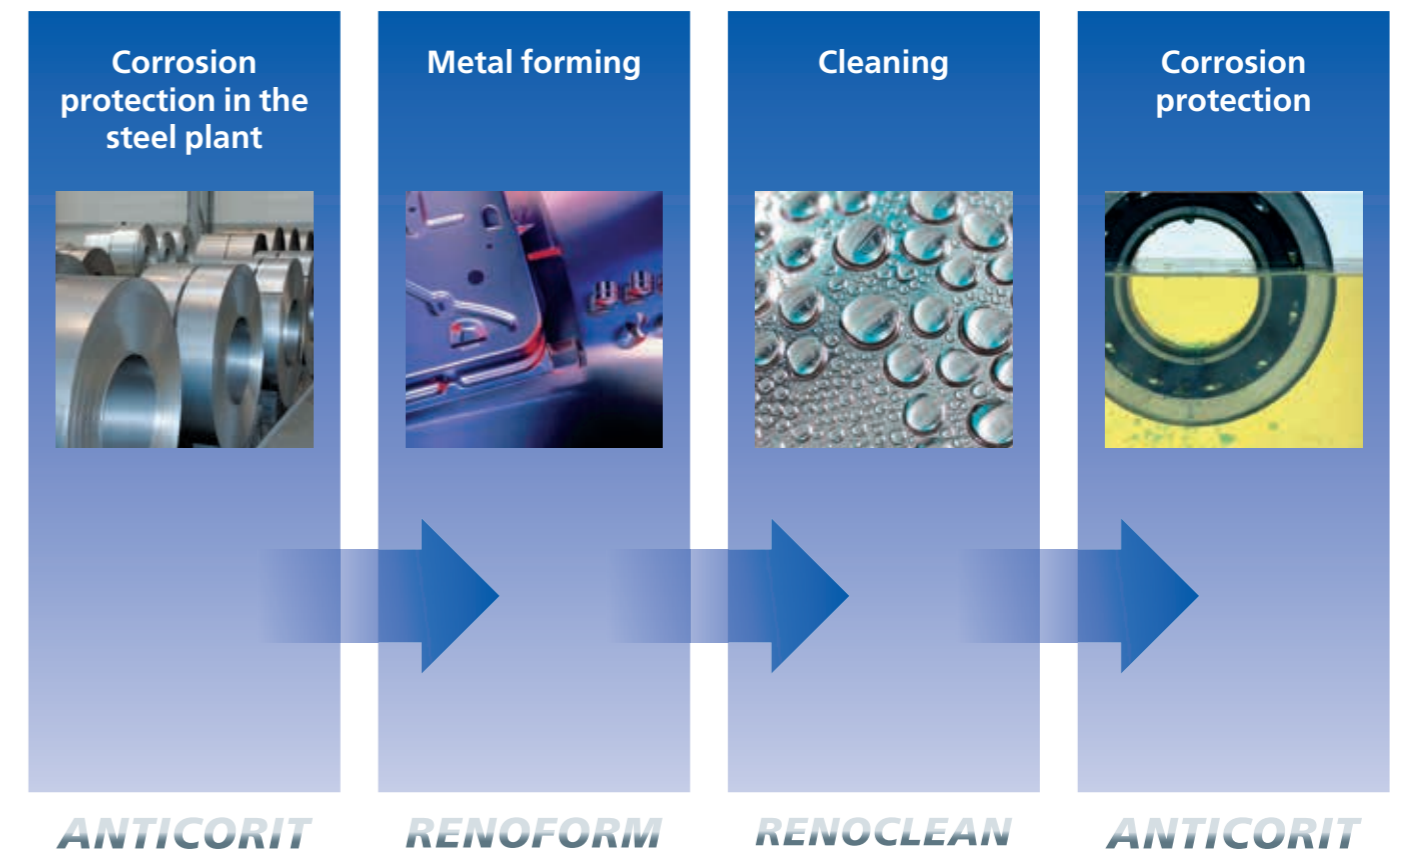 Corrosion
protection in the
steel plant
Metal forming
Cleaning
Corrosion
protection
ANTICORIT
RENOFORM
RENOCLEAN
ANTICORIT